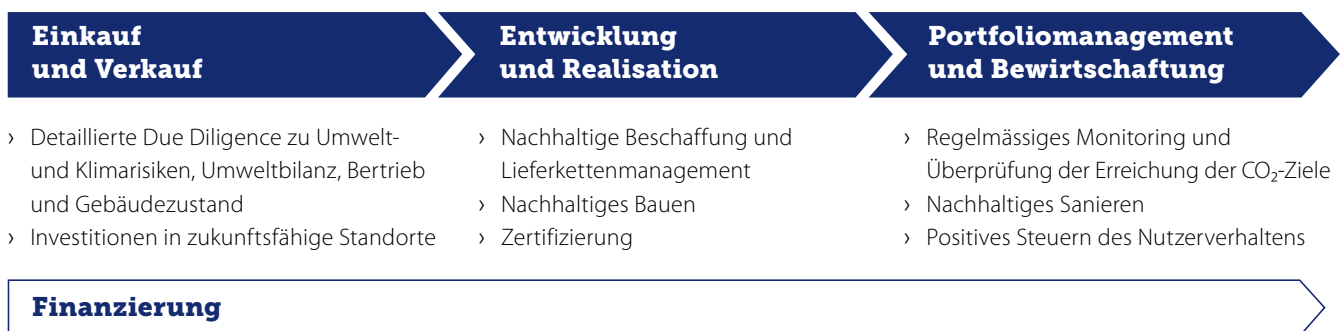 Einkauf
und Verkauf
› Detaillierte Due Diligence zu Umwelt-
und Klimarisiken, Umweltbilanz, Bertrieb
und Gebäudezustand
› Investitionen in zukunftsfähige Standorte
Entwicklung
und Realisation
› Nachhaltige Beschaffung und
Lieferkettenmanagement
› Nachhaltiges Bauen
› Zertifizierung
Portfoliomanagement
und Bewirtschaftung
› Regelmässiges Monitoring und
Überprüfung der Erreichung der CO₂-Ziele
› Nachhaltiges Sanieren
› Positives Steuern des Nutzerverhaltens
Finanzierung